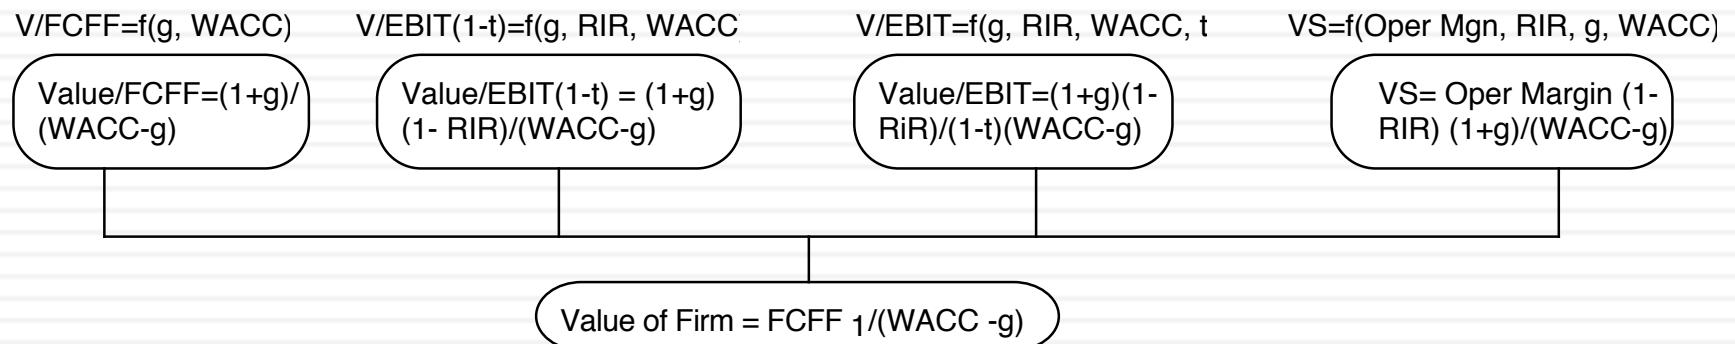 V/FCFF=f(g, WACC)
V/EBIT(1-t)=f(g, RIR, WACC
V/EBIT=f(g, RIR, WACC, t
VS=f(Oper Mgn, RIR, g, WACC)
Value/FCFF=(1+g)/
(WACC-g)
Value/EBIT(1-t) = (1+g)
(1- RIR)/(WACC-g)
Value/EBIT=(1+g)(1-
RiR)/(1-t)(WACC-g)
VS= Oper Margin (1-
RIR) (1+g)/(WACC-g)
Value of Firm = FCFF 1/(WACC -g)